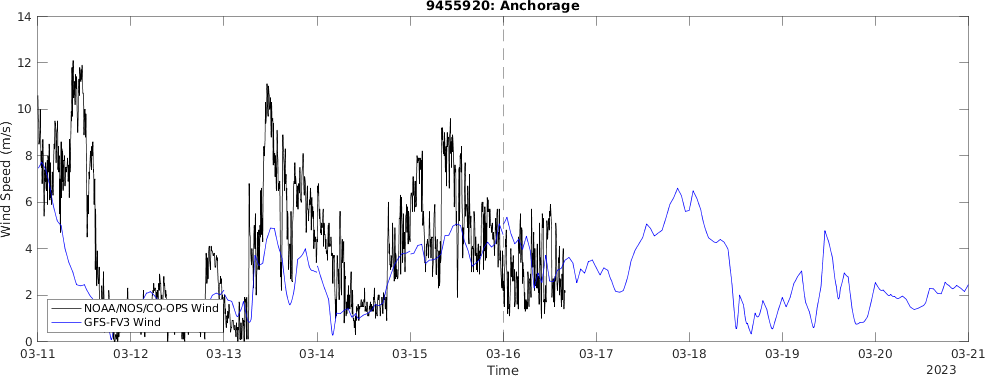 9455920: Anchorage
14
12
10
8
6
4
2
0
Wind Speed (m/s)
NOAA/NOS/CO-OPS Wind
GFS-FV3 Wind
03-11 03-12 03-13 03-14 03-15 03-16 03-17 03-18 03-19 03-20 03-21
Time
2023